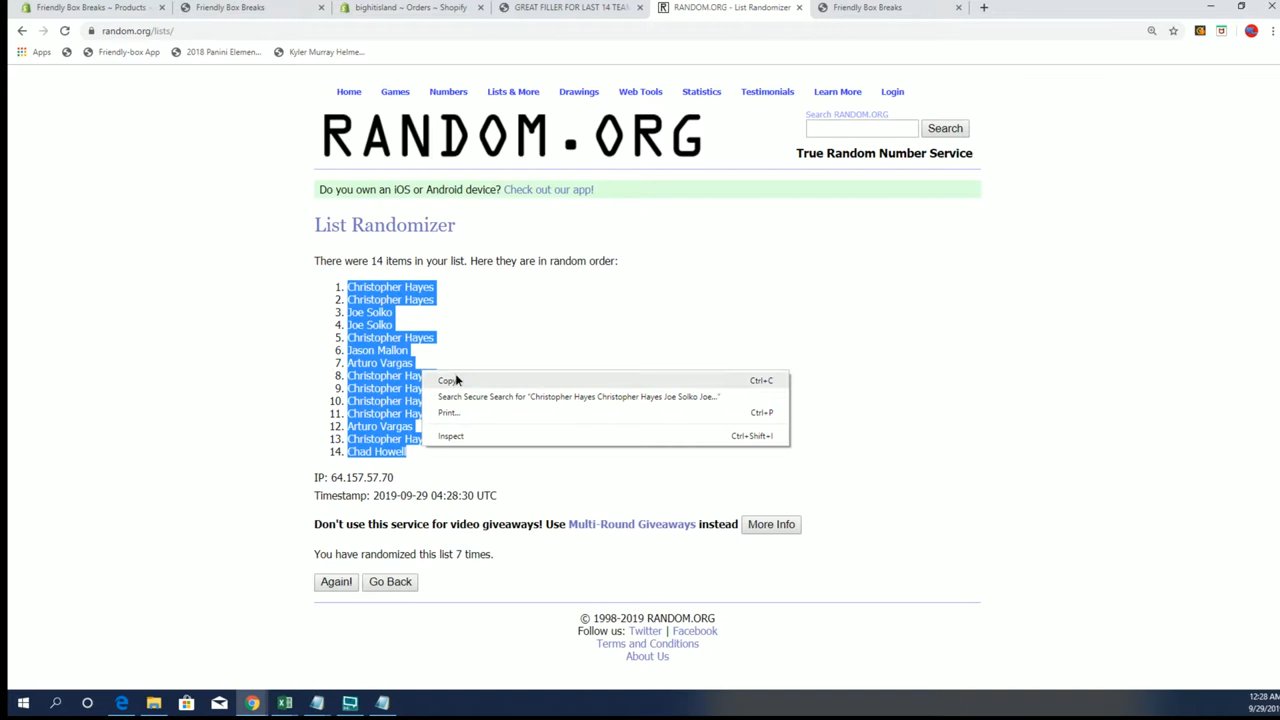 Friendly Box Breaks ~ Products ~
Friendly Box Breaks
bighitisland ~ Orders ~ Shopify
GREAT FILLER FOR LAST 14 TEA
RANDOM.ORG - List Randomizer
Friendly Box Breaks
random.org/lists/
Apps
Friendly-box App
2018 Panini Elemen...
Kyler Murray Helme...
Home Games Numbers Lists & More Drawings Web Tools Statistics Testimonials Learn More Login
RANDOM.ORG
Search RANDOM.ORG
Search
True Random Number Service
Do you own an iOS or Android device? Check out our app!
List Randomizer
There were 14 items in your list. Here they are in random order:
1. Christopher Hayes
2. Christopher Hayes
3. Joe Solko
4. Joe Solko
5. Christopher Hayes
6. Jason Mallon
7. Arturo Vargas
8. Christopher Hay
9. Christopher Hay
10. Christopher Hay
11. Christopher Hay
12. Arturo Vargas
13. Christopher Hay
14. Chad Howell
Copy Ctrl+C
Search Secure Search for "Christopher Hayes Christopher Hayes Joe Solko Joe..."
Print... Ctrl+P
Inspect Ctrl+Shift+I
IP: 64.157.57.70
Timestamp: 2019-09-29 04:28:30 UTC
Don't use this service for video giveaways! Use Multi-Round Giveaways instead More Info
You have randomized this list 7 times.
Again! Go Back
© 1998-2019 RANDOM.ORG
Follow us: Twitter | Facebook
Terms and Conditions
About Us
12:28 AM
9/29/201